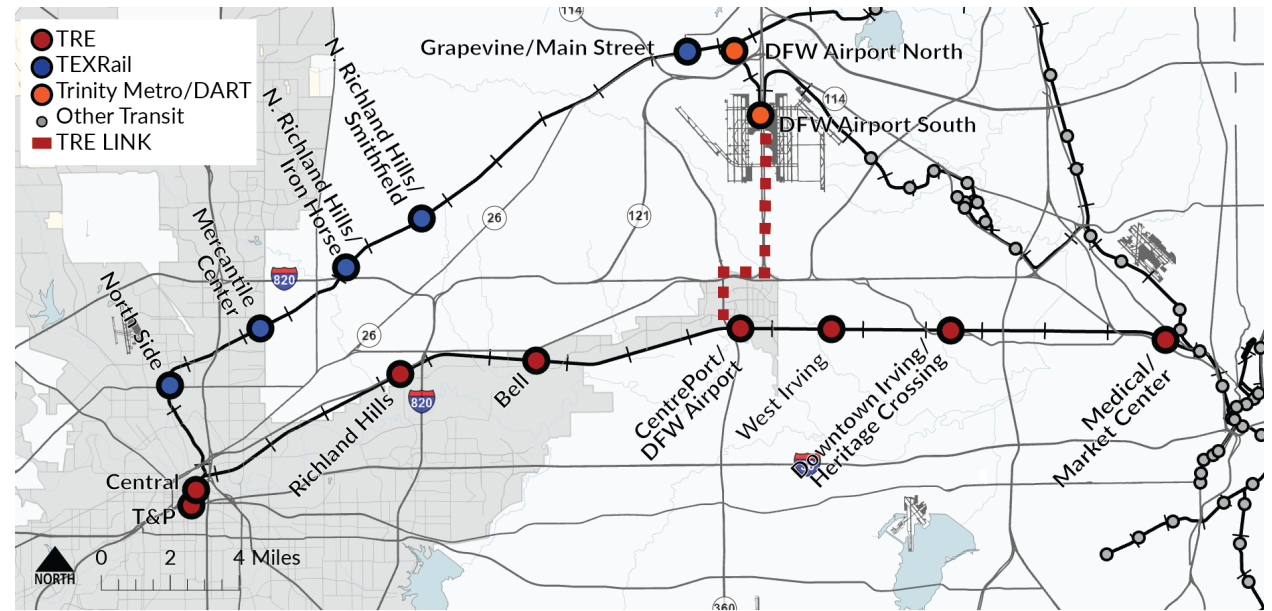 TRE
TEXRail
Trinity Metro/DART
Other Transit
TRE LINK
114
Grapevine/Main Street
DFW Airport North
114
DFW Airport South
N. Richland Hills/
Smithfield
N. Richland Hills/
Iron Horse
Mercantile
Center
North Side
26
121
820
26
820
Richland Hills
Bell
CentrePort/
DFW Airport
West Irving
Downtown Irving/
Heritage Crossing
Medical/
Market Center
Central
T&P
NORTH
0 2 4 Miles
360